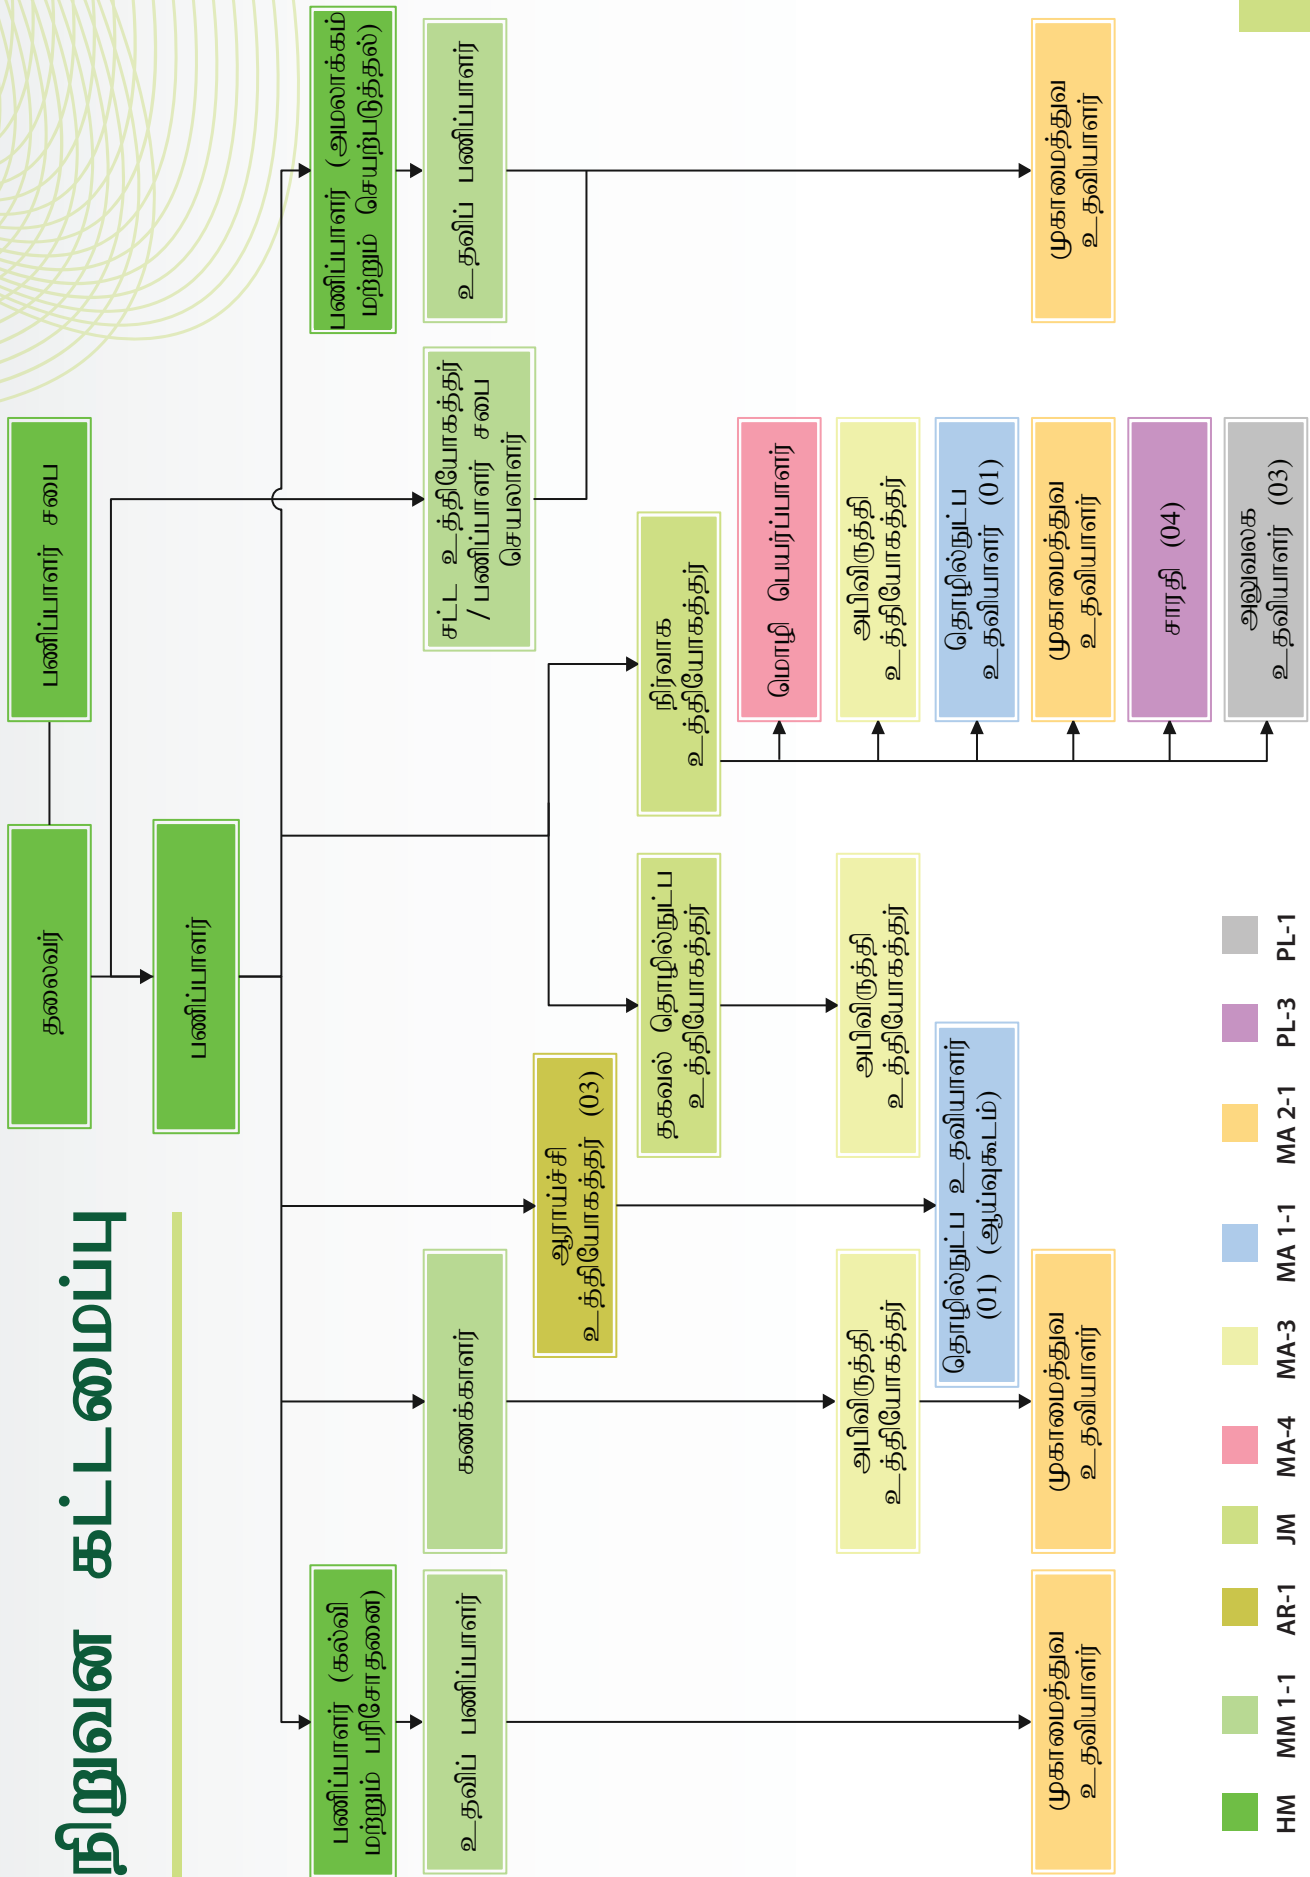 நிறுவன கட்டமைப்பு
தலைவர்
பணிப்பாளர் சபை
பணிப்பாளர்
பணிப்பாளர் (கல்வி
மற்றும் பரிசோதனை)
பணிப்பாளர் (அமலாக்கம்
மற்றும் செயற்படுத்தல்)
உதவிப் பணிப்பாளர்
கணக்காளர்
சட்ட உத்தியோகத்தர்
/ பணிப்பாளர் சபை
செயலாளர்
உதவிப் பணிப்பாளர்
ஆராய்ச்சி
உத்தியோகத்தர் (03)
தகவல் தொழில்நுட்ப
உத்தியோகத்தர்
நிர்வாக
உத்தியோகத்தர்
மொழி பெயர்ப்பாளர்
அபிவிருத்தி
உத்தியோகத்தர்
அபிவிருத்தி
உத்தியோகத்தர்
அபிவிருத்தி
உத்தியோகத்தர்
தொழில்நுட்ப உதவியாளர்
(01) (ஆய்வுகூடம்)
தொழில்நுட்ப
உதவியாளர் (01)
முகாமைத்துவ
உதவியாளர்
முகாமைத்துவ
உதவியாளர்
முகாமைத்துவ
உதவியாளர்
முகாமைத்துவ
உதவியாளர்
சாரதி (04)
அலுவலக
உதவியாளர் (03)
HM
MM 1-1
AR-1
JM
MA-4
MA-3
MA 1-1
MA 2-1
PL-3
PL-1